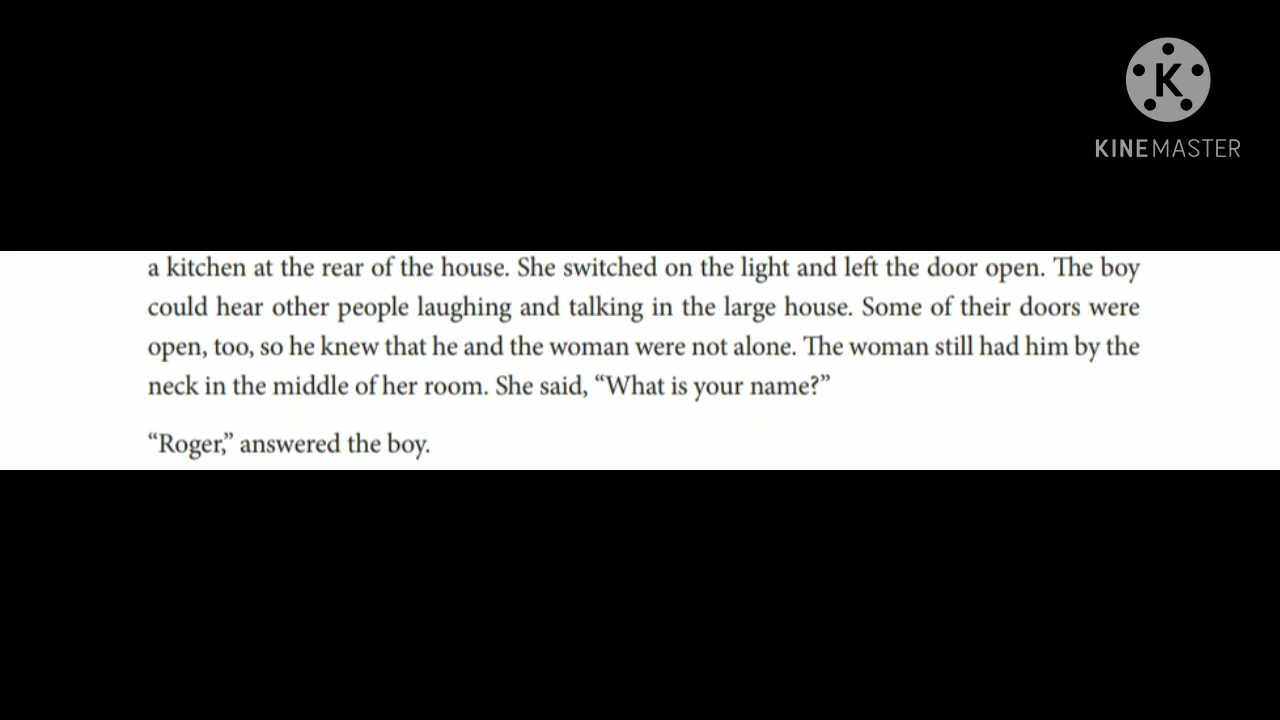 K
KINEMASTER
a kitchen at the rear of the house. She switched on the light and left the door open. The boy
could hear other people laughing and talking in the large house. Some of their doors were
open, too, so he knew that he and the woman were not alone. The woman still had him by the
neck in the middle of her room. She said, “What is your name?”
“Roger,” answered the boy.